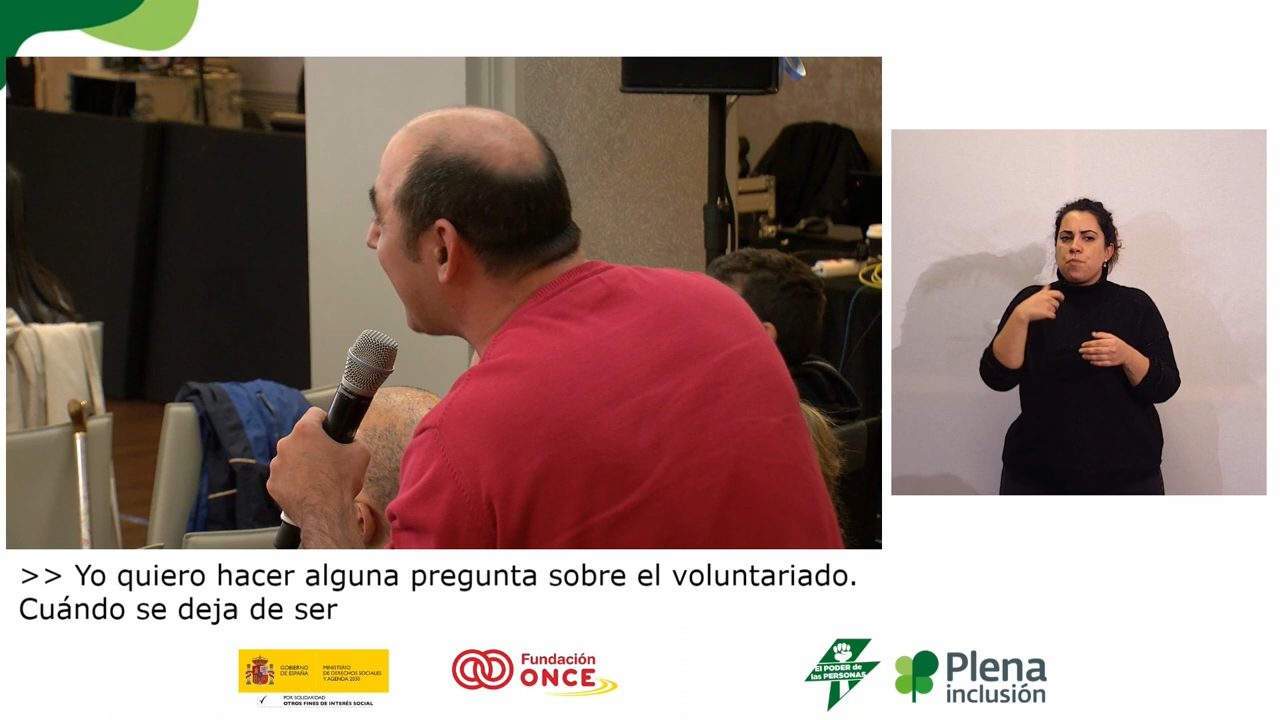 >> Yo quiero hacer alguna pregunta sobre el voluntariado.
Cuándo se deja de ser
GOBIERNO
DE ESPAÑA
MINISTERIO
DE DERECHOS SOCIALES
Y AGENDA 2030
POR SOLIDARIDAD
OTROS FINES DE INTERÉS SOCIAL
Fundación
ONCE
El PODER de
las PERSONAS
Plena
inclusión